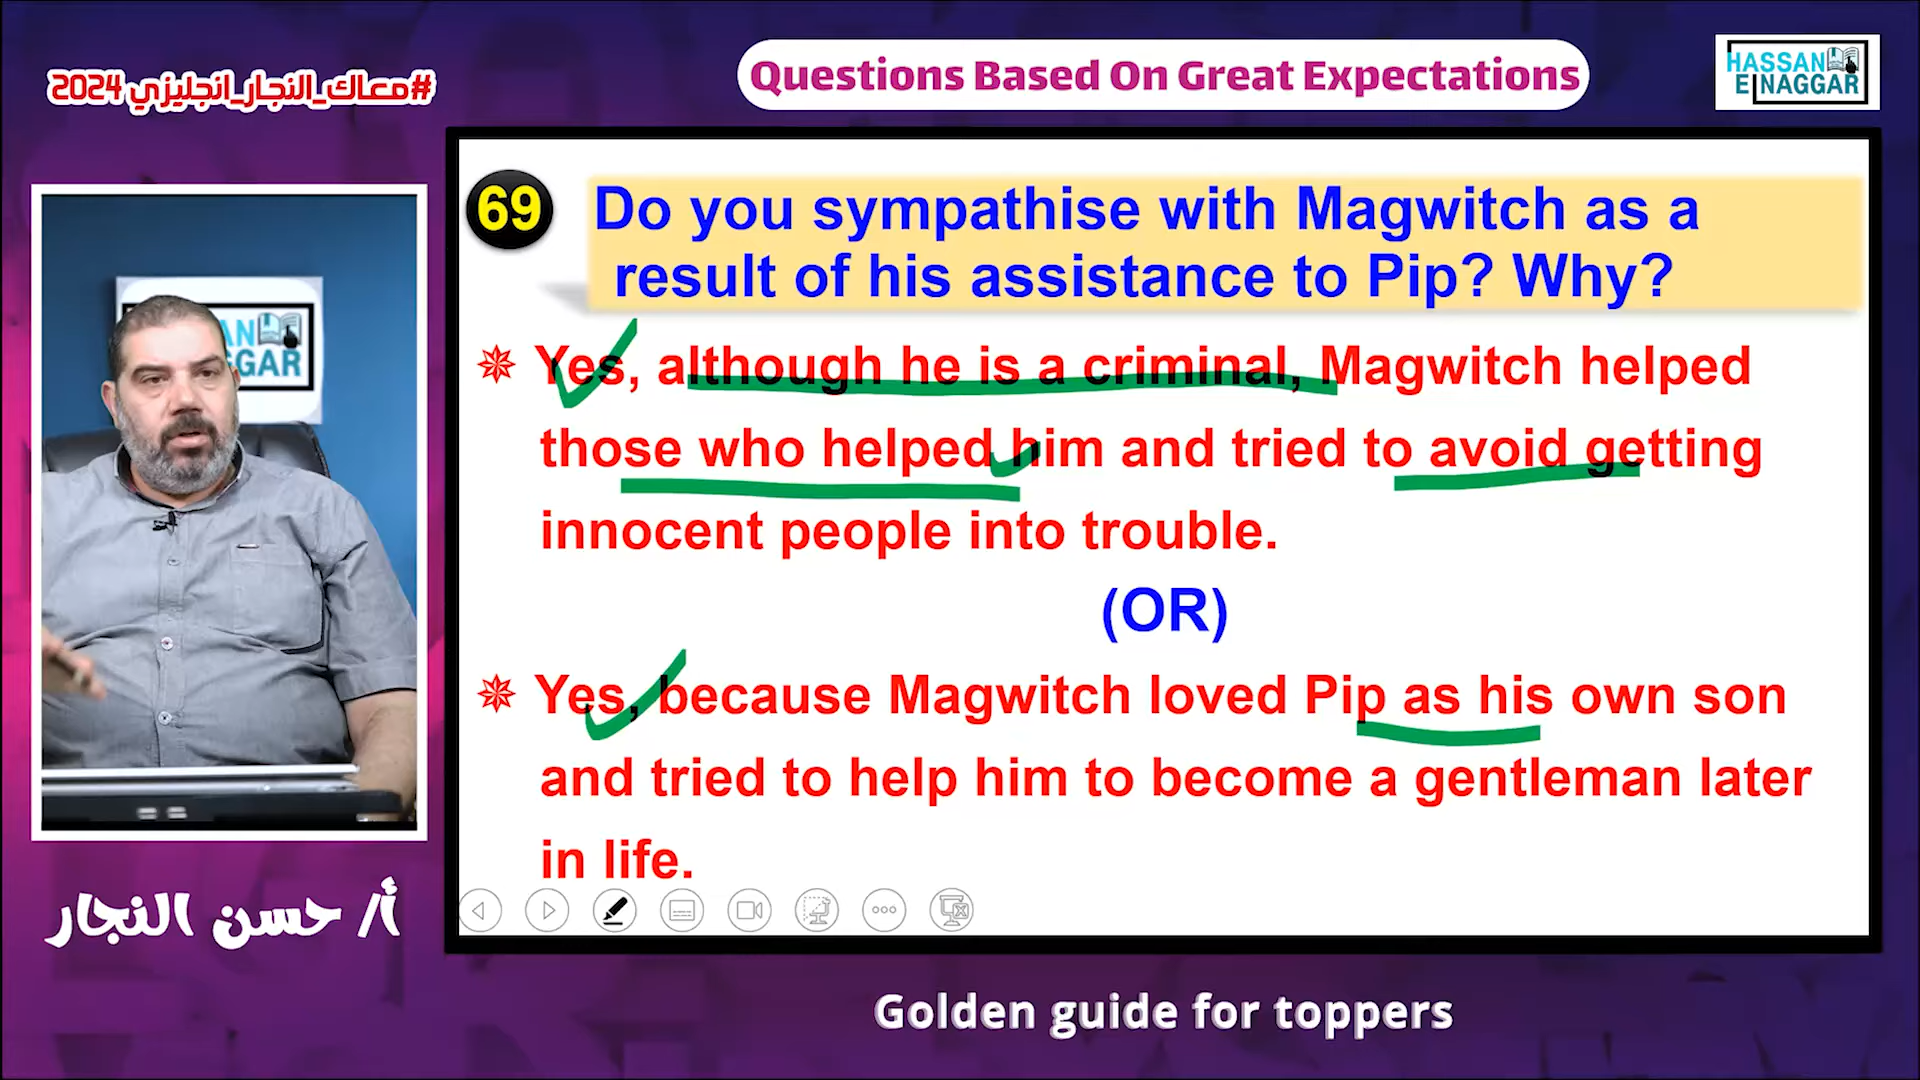 #معاك_النجار_انجليزي 2024
Questions Based On Great Expectations
HASSAN
ELNAGGAR
69
Do you sympathise with Magwitch as a
result of his assistance to Pip? Why?
Yes, although he is a criminal, Magwitch helped
those who helped him and tried to avoid getting
innocent people into trouble.
(OR)
Yes, because Magwitch loved Pip as his own son
and tried to help him to become a gentleman later
in life.
أ/ حسن النجار
Golden guide for toppers